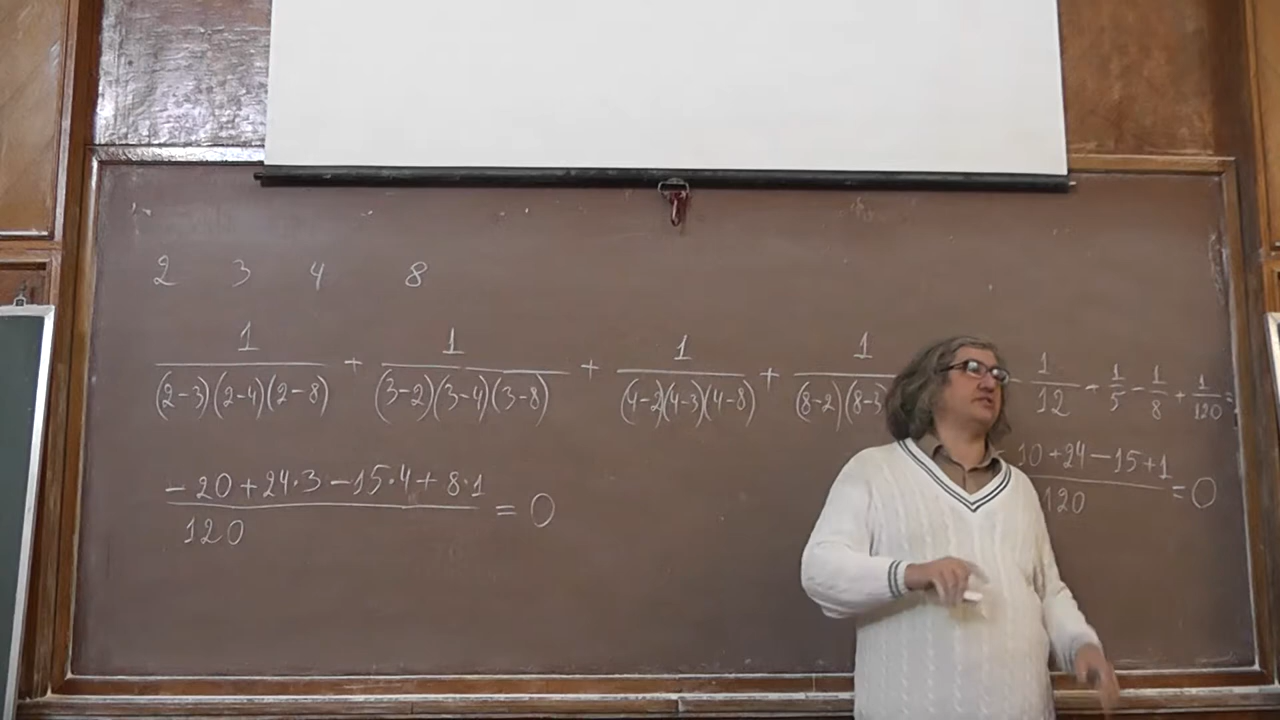 2 3 4 8
1/((2-3)(2-4)(2-8)) + 1/((3-2)(3-4)(3-8)) + 1/((4-2)(4-3)(4-8)) + 1/((8-2)(8-3) - 1/12 + 1/5 - 1/8 + 1/120 =
(-20+24·3-15·4+8·1)/120 = 0
10+24-15+1/120 = 0